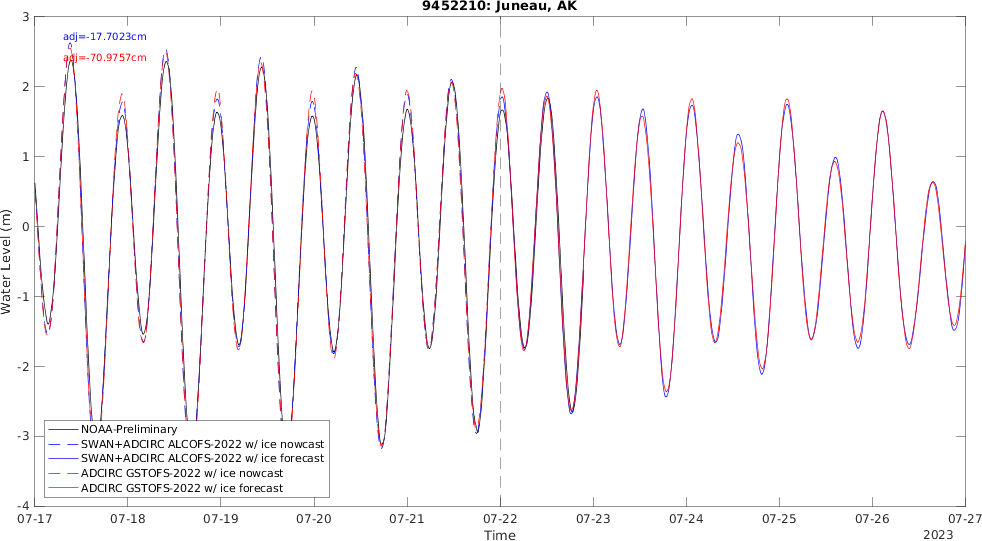 9452210: Juneau, AK
adj=-17.7023cm
adj=-70.9757cm
3
2
1
0
-1
-2
-3
-4
Water Level (m)
NOAA-Preliminary
SWAN+ADCIRC ALCOFS-2022 w/ ice nowcast
SWAN+ADCIRC ALCOFS-2022 w/ ice forecast
ADCIRC GSTOFS-2022 w/ ice nowcast
ADCIRC GSTOFS-2022 w/ ice forecast
07-17 07-18 07-19 07-20 07-21 07-22 07-23 07-24 07-25 07-26 07-27
Time
2023